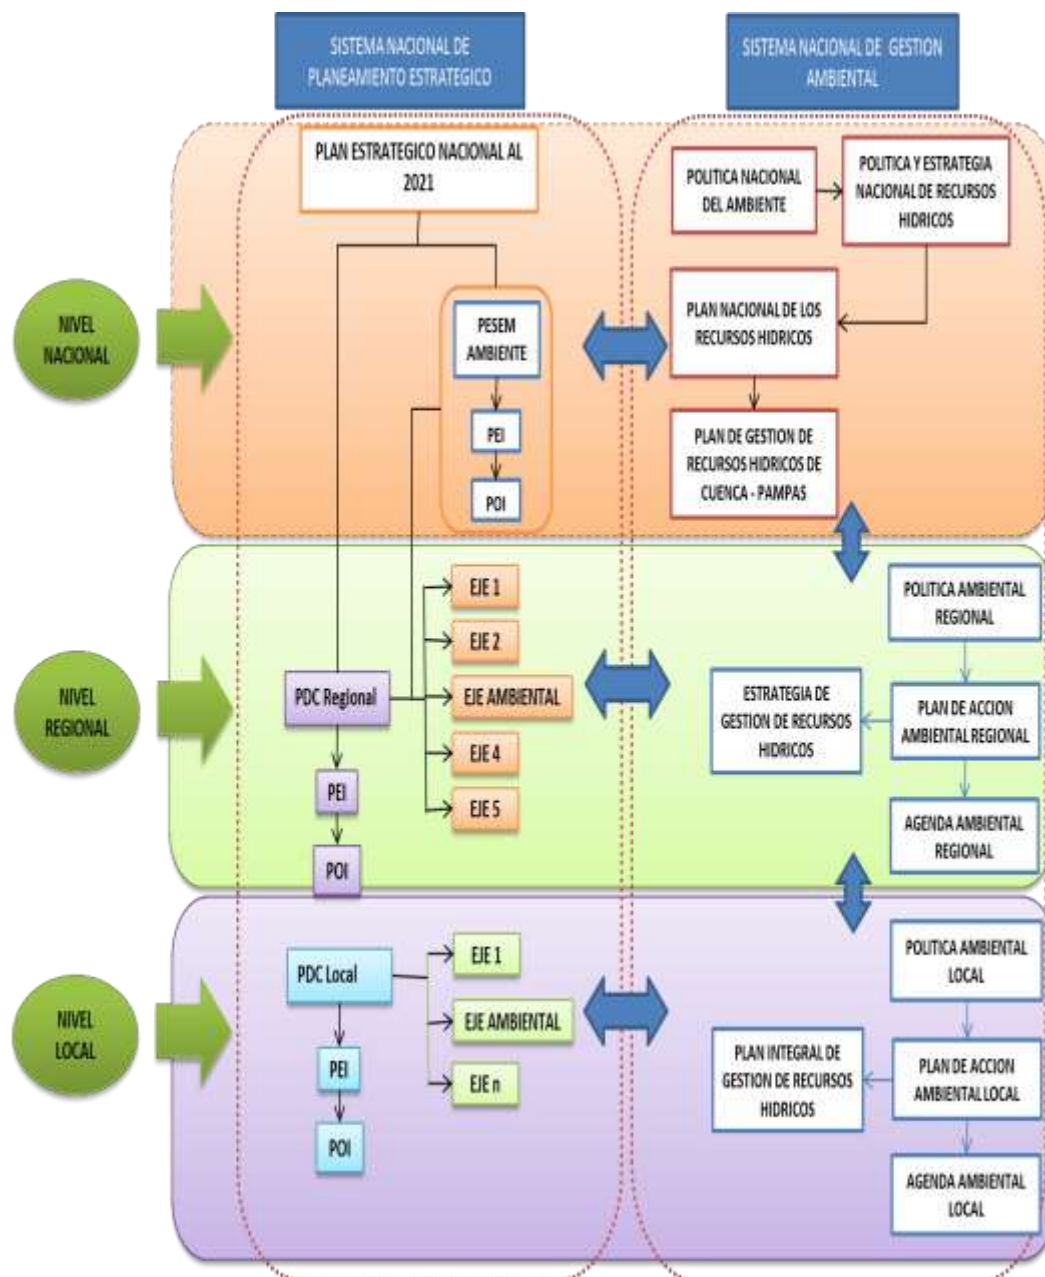 SISTEMA NACIONAL DE
PLANEAMIENTO ESTRATEGICO
SISTEMA NACIONAL DE GESTION
AMBIENTAL
NIVEL
NACIONAL
PLAN ESTRATEGICO NACIONAL AL
2021
PESEM
AMBIENTE
PEI
POI
POLITICA NACIONAL
DEL AMBIENTE
POLITICA Y ESTRATEGIA
NACIONAL DE RECURSOS
HIDRICOS
PLAN NACIONAL DE LOS
RECURSOS HIDRICOS
PLAN DE GESTION DE
RECURSOS HIDRICOS DE
CUENCA - PAMPAS
NIVEL
REGIONAL
PDC Regional
PEI
POI
EJE 1
EJE 2
EJE AMBIENTAL
EJE 4
EJE 5
POLITICA AMBIENTAL
REGIONAL
ESTRATEGIA DE
GESTION DE RECURSOS
HIDRICOS
PLAN DE ACCION
AMBIENTAL REGIONAL
AGENDA AMBIENTAL
REGIONAL
NIVEL
LOCAL
PDC Local
PEI
POI
EJE 1
EJE AMBIENTAL
EJE n
POLITICA AMBIENTAL
LOCAL
PLAN INTEGRAL DE
GESTION DE RECURSOS
HIDRICOS
PLAN DE ACCION
AMBIENTAL LOCAL
AGENDA AMBIENTAL
LOCAL